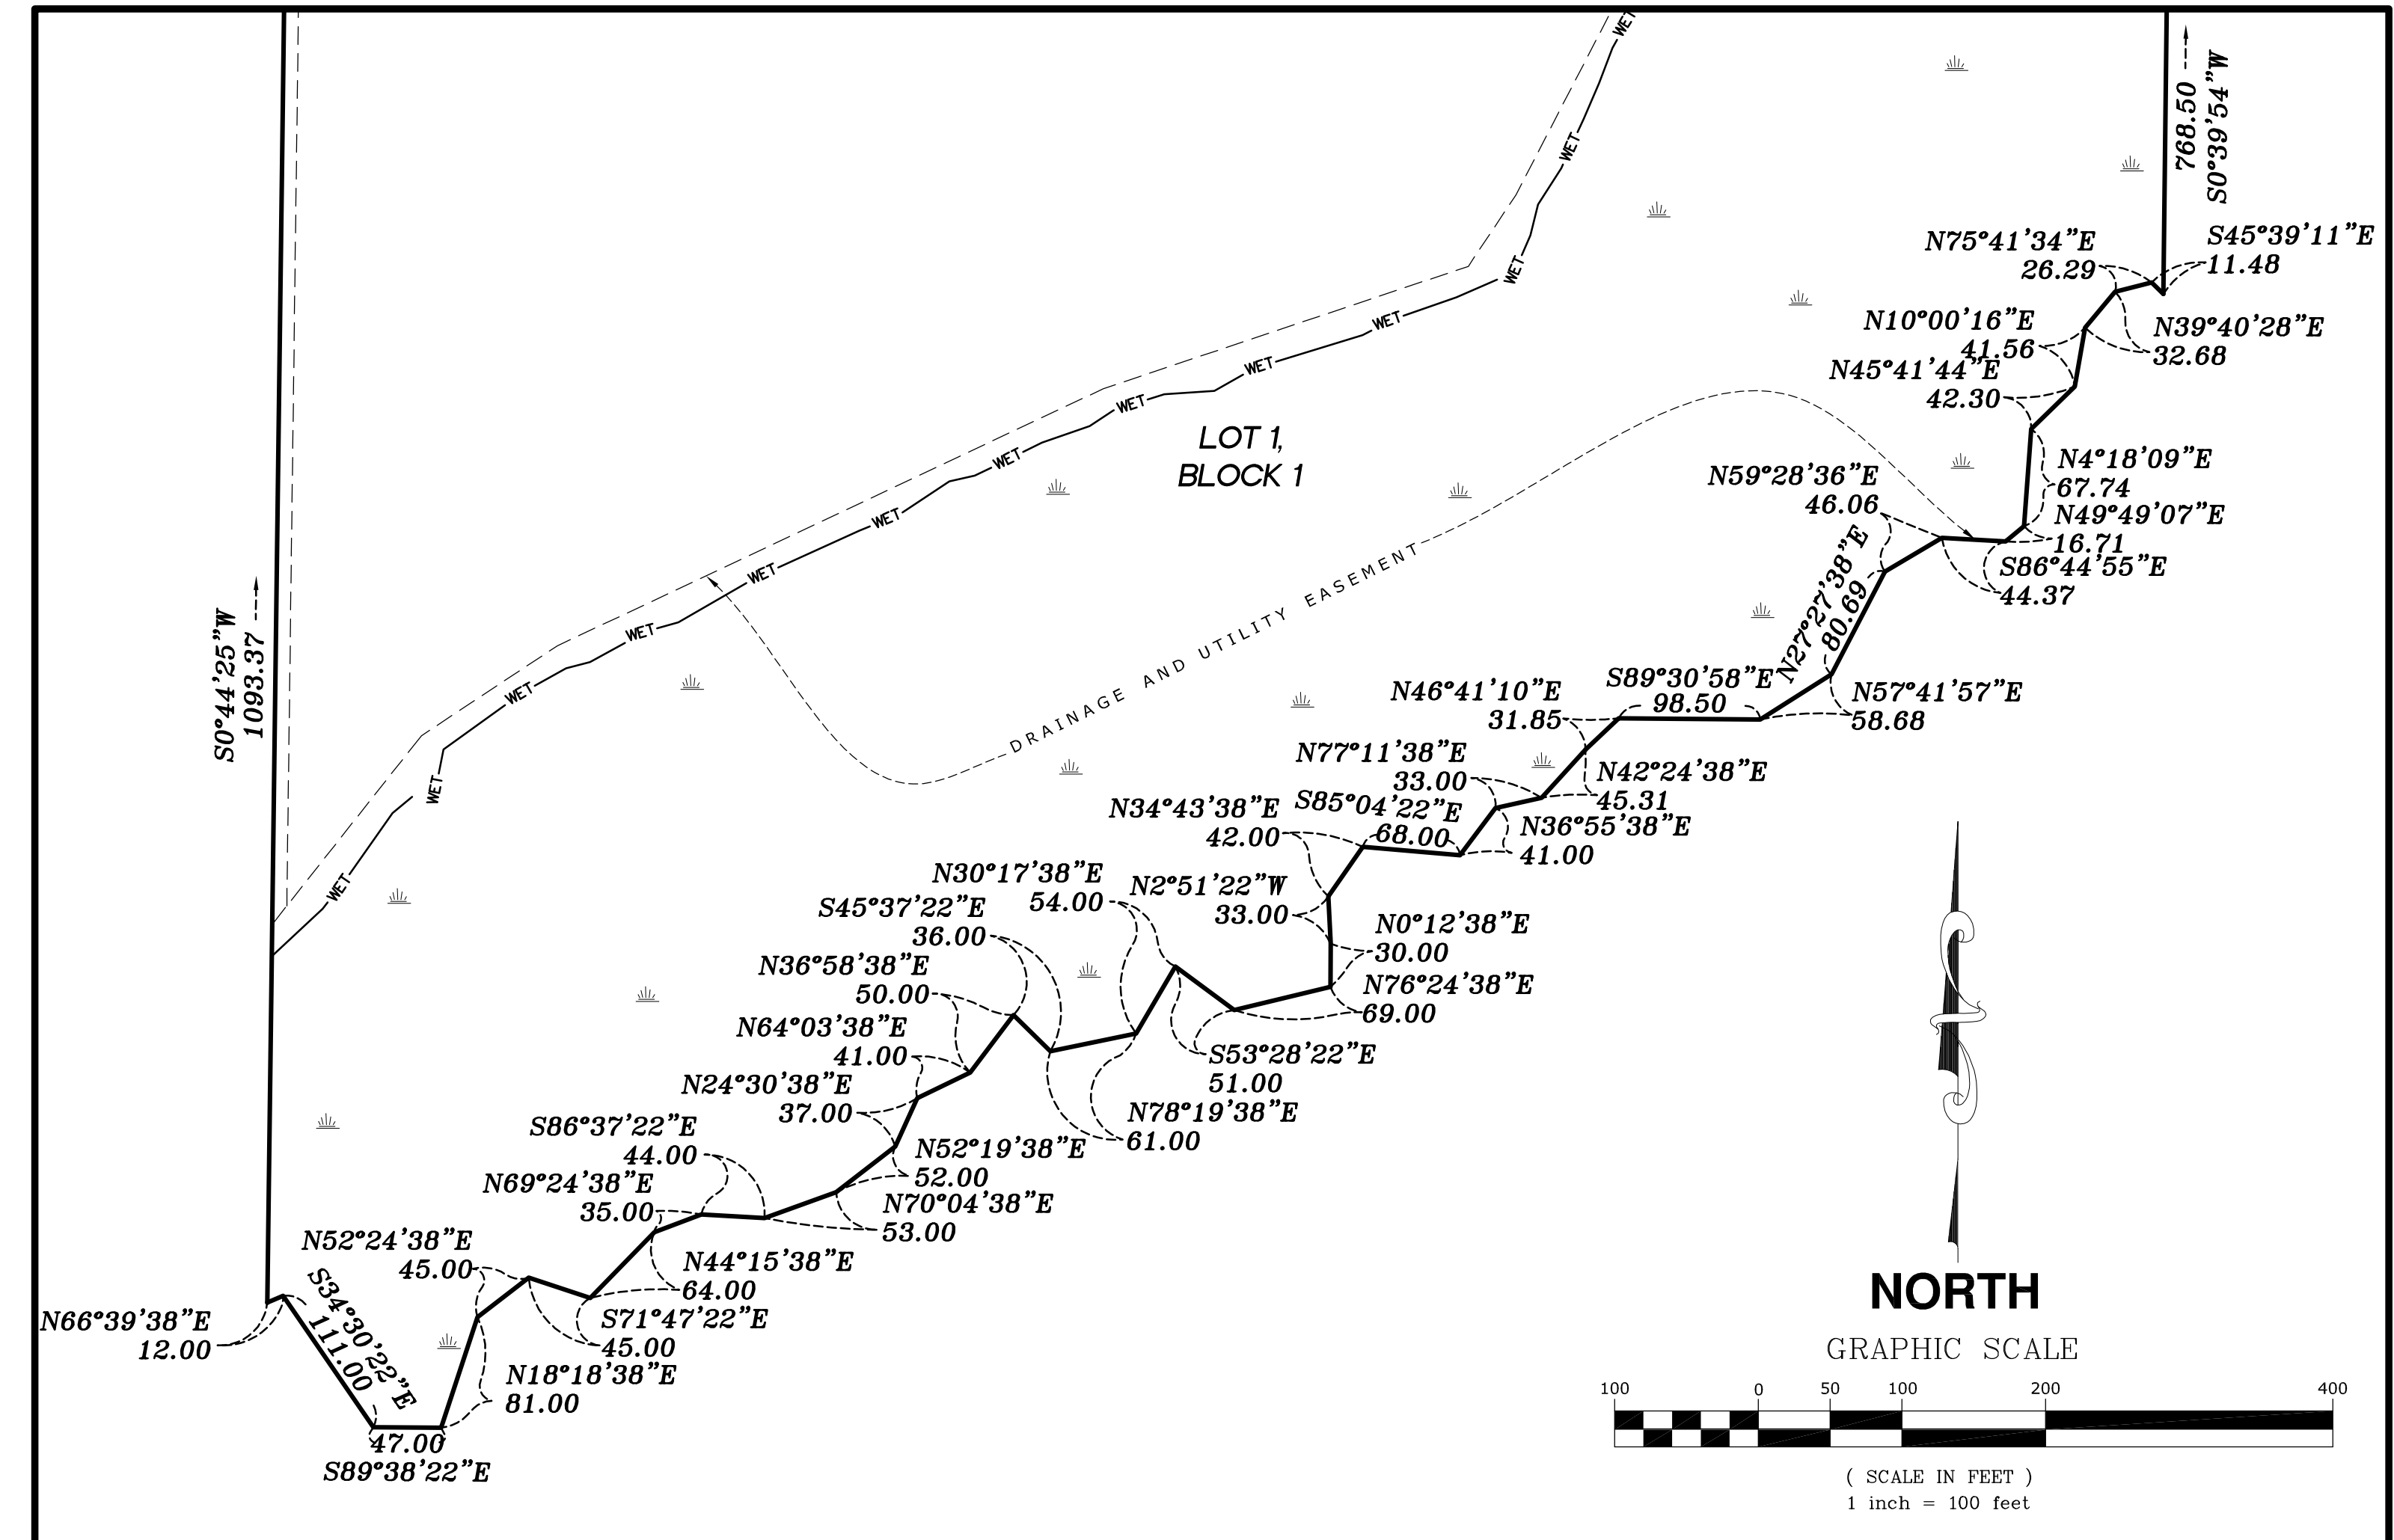 768.50
S0°39'54"W
S45°39'11"E
11.48
N75°41'34"E
26.29
N10°00'16"E
41.56
N39°40'28"E
32.68
N45°41'44"E
42.30
LOT 1,
BLOCK 1
N4°18'09"E
67.74
N59°28'36"E
46.06
N49°49'07"E
16.71
S86°44'55"E
44.37
N27°27'38"E
80.69
DRAINAGE AND UTILITY EASEMENT
S0°44'25"W
1093.37
WET
WET
WET
WET
WET
WET
WET
WET
WET
WET
WET
WET
WET
S89°30'58"E
98.50
N57°41'57"E
58.68
N46°41'10"E
31.85
N77°11'38"E
33.00
N42°24'38"E
45.31
N34°43'38"E
42.00
S85°04'22"E
68.00
N36°55'38"E
41.00
N30°17'38"E
54.00
N2°51'22"W
33.00
S45°37'22"E
36.00
N0°12'38"E
30.00
N36°58'38"E
50.00
N76°24'38"E
69.00
N64°03'38"E
41.00
S53°28'22"E
51.00
N24°30'38"E
37.00
N78°19'38"E
61.00
S86°37'22"E
44.00
N52°19'38"E
52.00
N69°24'38"E
35.00
N70°04'38"E
53.00
N52°24'38"E
45.00
N44°15'38"E
64.00
N66°39'38"E
12.00
S34°30'22"E
111.00
S71°47'22"E
45.00
N18°18'38"E
81.00
47.00
S89°38'22"E
NORTH
GRAPHIC SCALE
100 0 50 100 200 400
( SCALE IN FEET )
1 inch = 100 feet